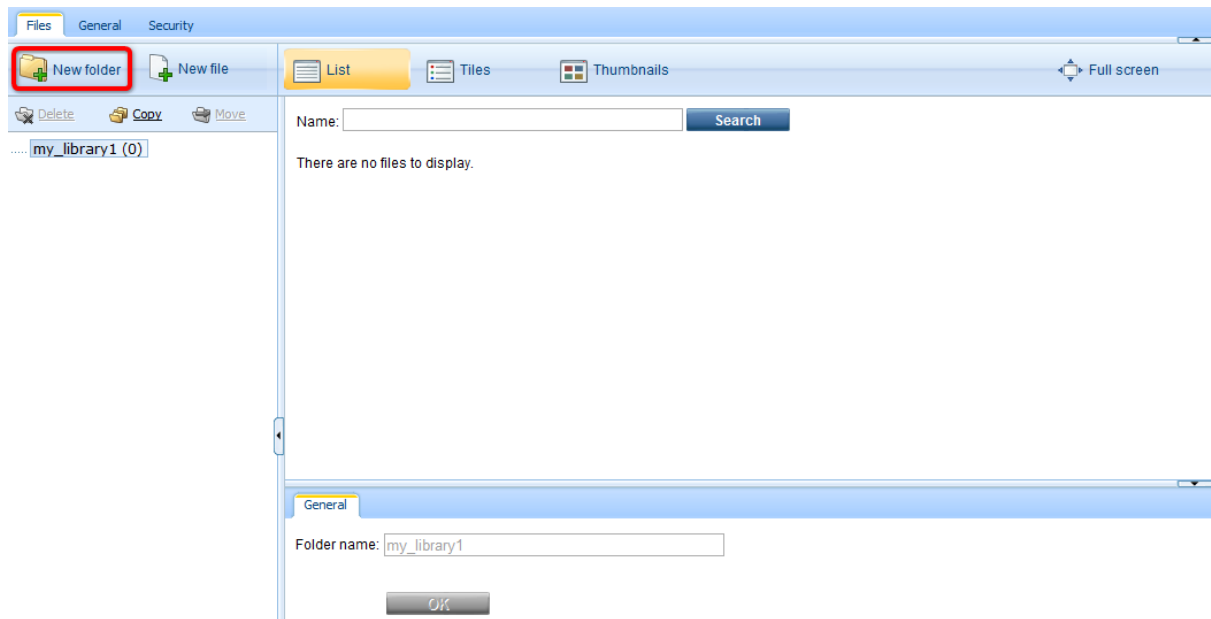 Files General Security
New folder New file List Tiles Thumbnails Full screen
Delete Copy Move
Name: Search
my_library1 (0)
There are no files to display.
General
Folder name: my_library1
OK